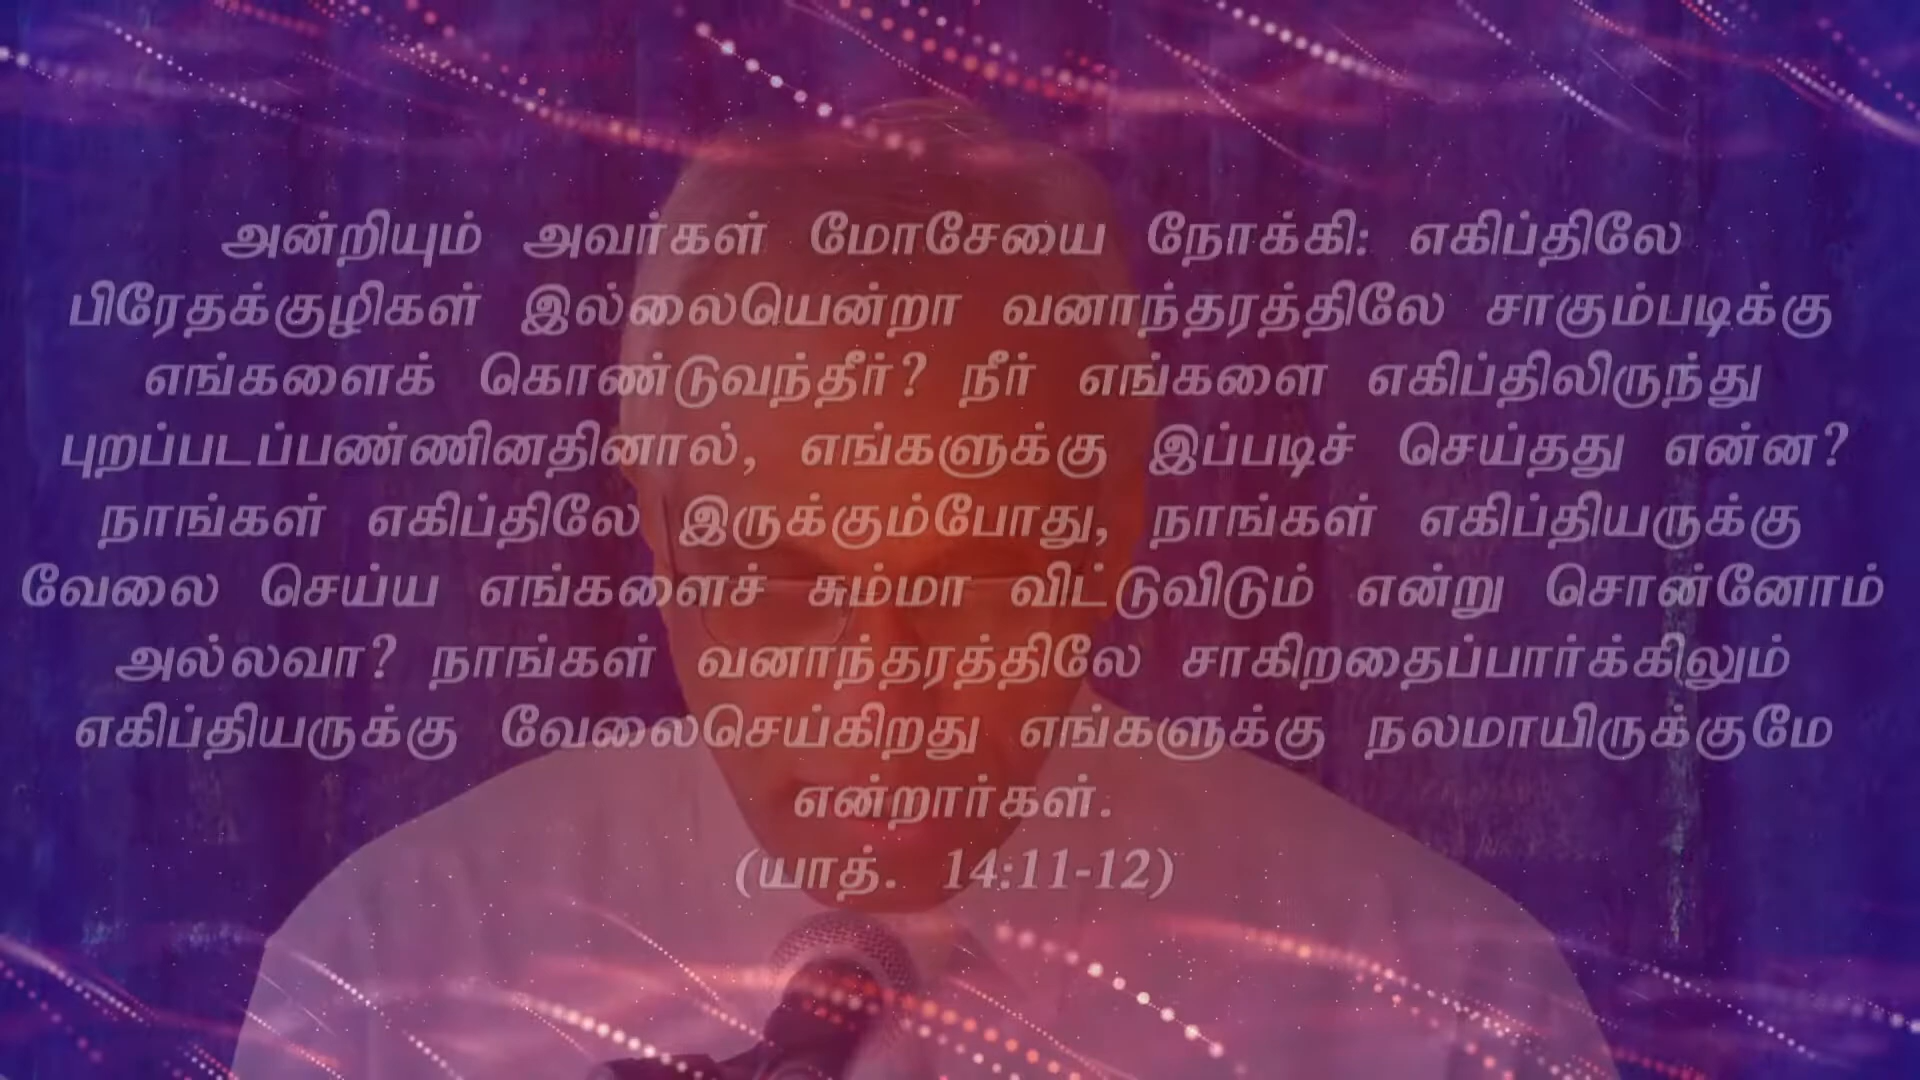 அன்றியும் அவர்கள் மோசேயை நோக்கி: எகிப்திலே
பிரேதக்குழிகள் இல்லையென்றா வனாந்தரத்திலே சாகும்படிக்கு
எங்களைக் கொண்டுவந்தீர்? நீர் எங்களை எகிப்திலிருந்து
புறப்படப்பண்ணினதினால், எங்களுக்கு இப்படிச் செய்தது என்ன?
நாங்கள் எகிப்திலே இருக்கும்போது, நாங்கள் எகிப்தியருக்கு
வேலை செய்ய எங்களைச் சும்மா விட்டுவிடும் என்று சொன்னோம்
அல்லவா? நாங்கள் வனாந்தரத்திலே சாகிறதைப்பார்க்கிலும்
எகிப்தியருக்கு வேலைசெய்கிறது எங்களுக்கு நலமாயிருக்குமே
என்றார்கள்.
(யாத். 14:11-12)